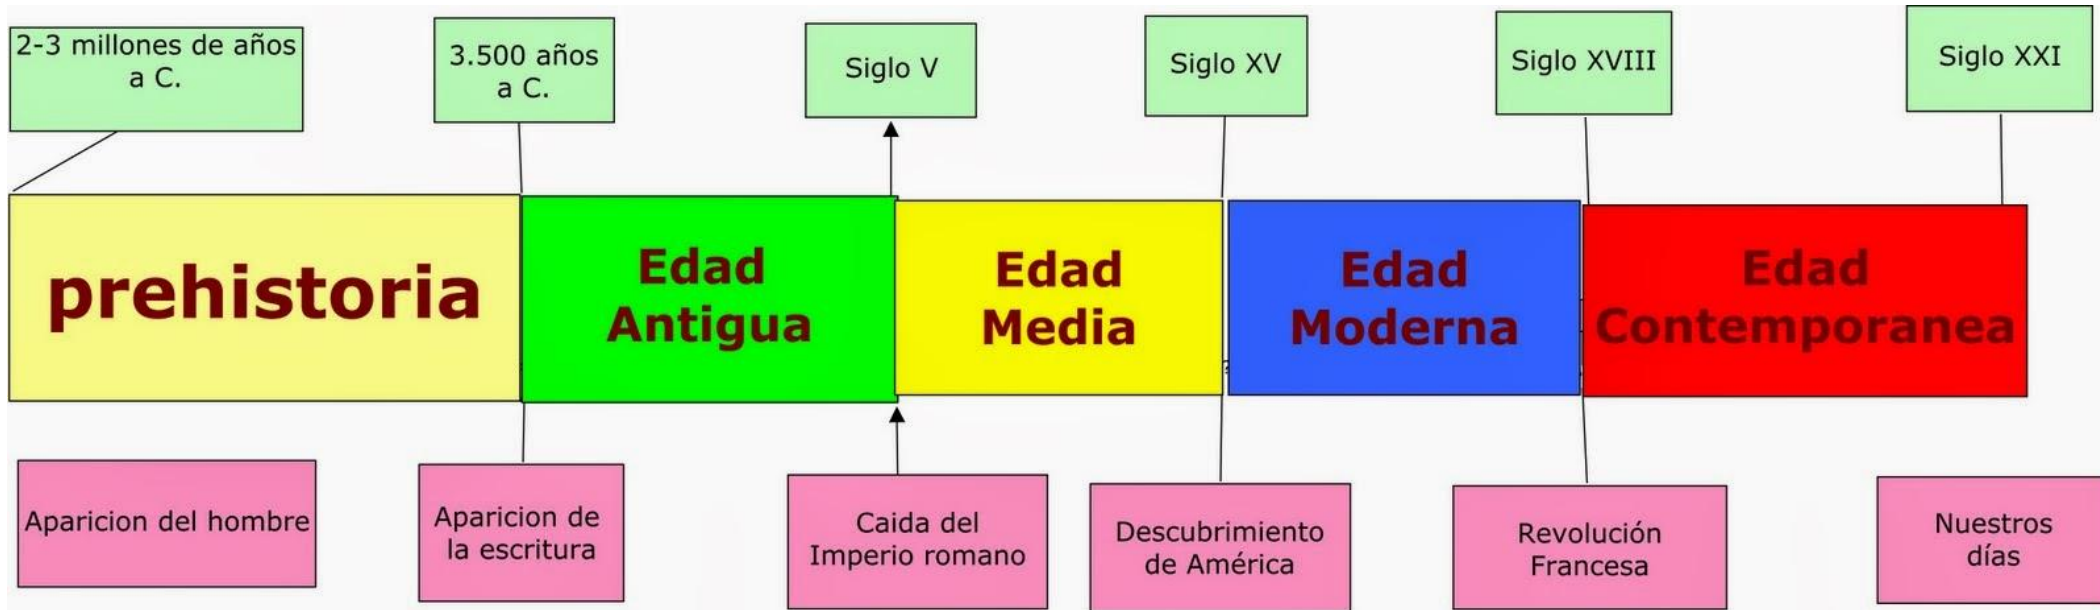 2-3 millones de años
a C.
3.500 años
a C.
Siglo V
Siglo XV
Siglo XVIII
Siglo XXI
prehistoria
Edad
Antigua
Edad
Media
Edad
Moderna
Edad
Contemporanea
Aparicion del hombre
Aparicion de
la escritura
Caida del
Imperio romano
Descubrimiento
de América
Revolución
Francesa
Nuestros
días